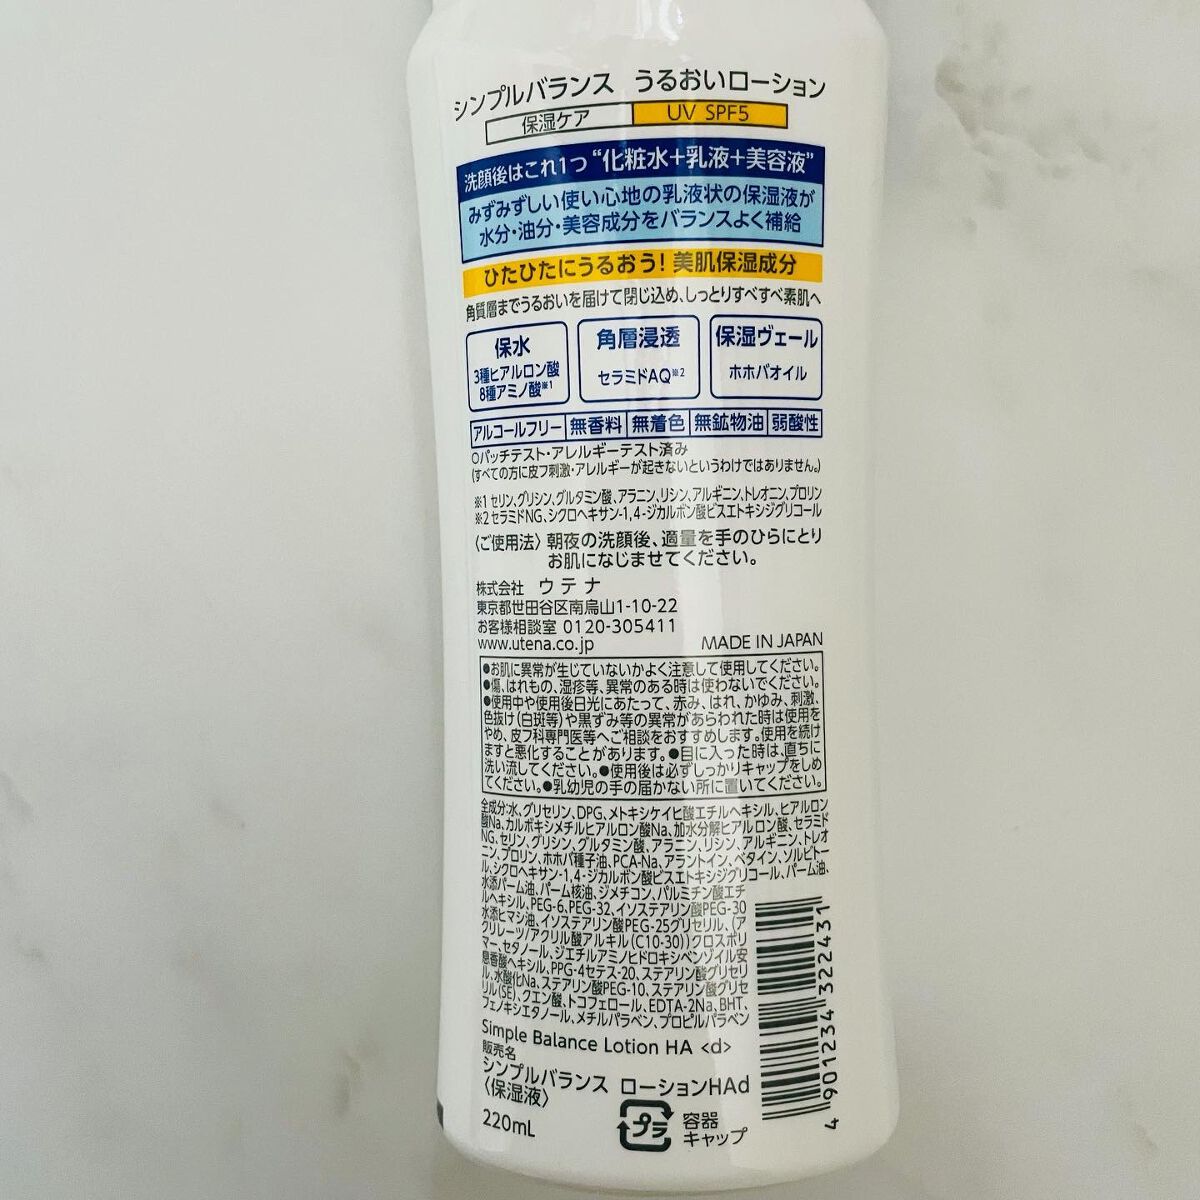 シンプルバランス うるおいローション
保湿ケア UV SPF5
洗顔後はこれ1つ “化粧水+乳液+美容液”
みずみずしい使い心地の乳液状の保湿液が
水分・油分・美容成分をバランスよく補給
ひたひたにうるおう! 美肌保湿成分
角質層までうるおいを届けて閉じ込め、しっとりすべすべ素肌へ
保水
3種ヒアルロン酸
8種アミノ酸※1
角層浸透
セラミドAQ※2
保湿ヴェール
ホホバオイル
アルコールフリー 無香料 無着色 無鉱物油 弱酸性
○パッチテスト・アレルギーテスト済み
(すべての方に皮フ刺激・アレルギーが起きないというわけではありません。)
※1 セリン、グリシン、グルタミン酸、アラニン、リシン、アルギニン、トレオニン、プロリン
※2 セラミドNG、シクロヘキサン-1,4-ジカルボン酸ビスエトキシジグリコール
〈ご使用法〉 朝夜の洗顔後、適量を手のひらにとり
お肌になじませてください。
株式会社 ウテナ
東京都世田谷区南烏山1-10-22
お客様相談室 0120-305411
www.utena.co.jp MADE IN JAPAN
●お肌に異常が生じていないかよく注意して使用してください。
●傷、はれもの、湿疹等、異常のある時は使わないでください。
●使用中や使用後日光にあたって、赤み、はれ、かゆみ、刺激、
色抜け(白斑等)や黒ずみ等の異常があらわれた時は使用を
やめ、皮フ科専門医等へご相談をおすすめします。使用を続け
ますと悪化することがあります。●目に入った時は、直ちに
洗い流してください。●使用後は必ずしっかりキャップをしめ
てください。●乳幼児の手の届かない所に置いてください。
全成分:水、グリセリン、DPG、メトキシケイヒ酸エチルヘキシル、ヒアルロン
酸Na、カルボキシメチルヒアルロン酸Na、加水分解ヒアルロン酸、セラミド
NG、セリン、グリシン、グルタミン酸、アラニン、リシン、アルギニン、トレオ
ニン、プロリン、ホホバ種子油、PCA-Na、アラントイン、ベタイン、ソルビトー
ル、シクロヘキサン-1,4-ジカルボン酸ビスエトキシジグリコール、パーム油、
水添パーム油、パーム核油、ジメチコン、パルミチン酸エチ
ルヘキシル、PEG-6、PEG-32、イソステアリン酸PEG-30
水添ヒマシ油、イソステアリン酸PEG-25グリセリル、(ア
クリレーツ/アクリル酸アルキル(C10-30))クロスポリ
マー、セタノール、ジエチルアミノヒドロキシベンゾイル安
息香酸ヘキシル、PPG-4セテス-20、ステアリン酸グリセリ
ル、水酸化Na、ステアリン酸PEG-10、ステアリン酸グリセ
リル(SE)、クエン酸、トコフェロール、EDTA-2Na、BHT、
フェノキシエタノール、メチルパラベン、プロピルパラベン
Simple Balance Lotion HA <d>
販売名
シンプルバランス ローションHAd
〈保湿液〉
220mL
プラ
容器
キャップ
4 901234 322431